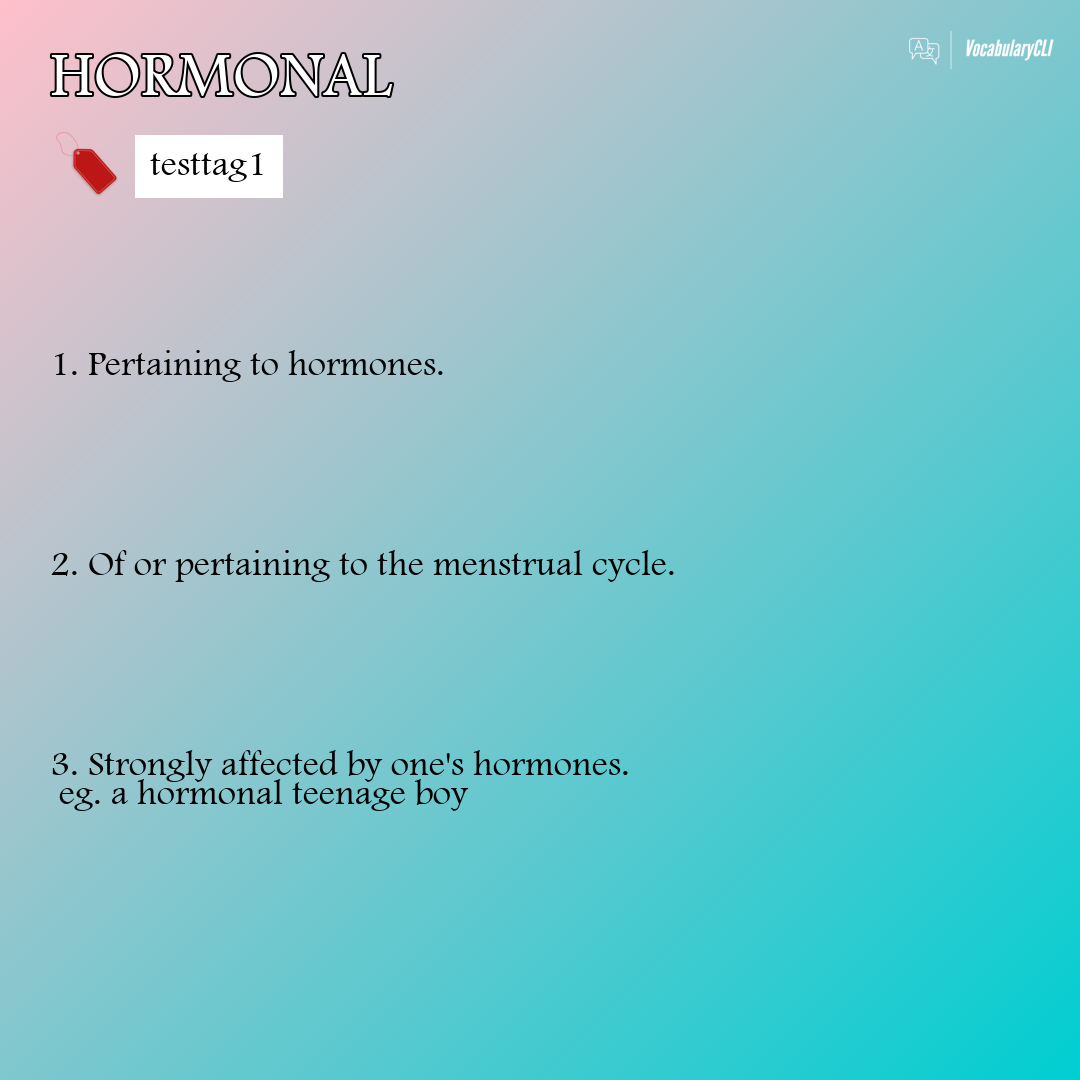 HORMONAL
VocabularyCLI
testtag1
1. Pertaining to hormones.
2. Of or pertaining to the menstrual cycle.
3. Strongly affected by one's hormones.
eg. a hormonal teenage boy